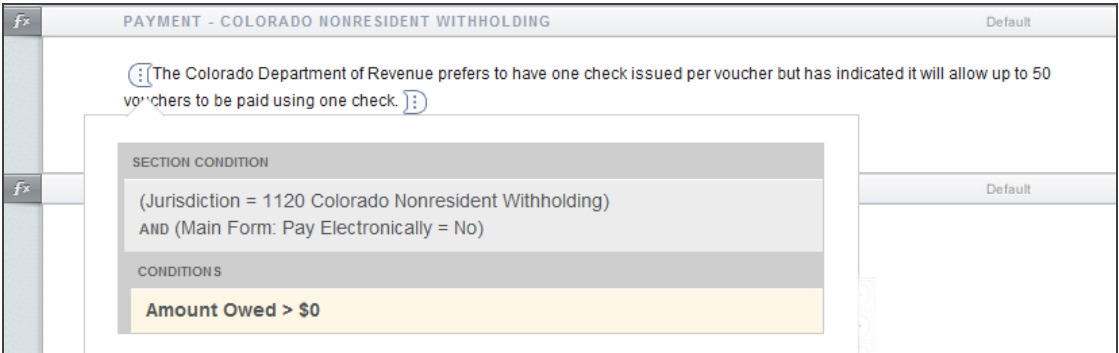 fx PAYMENT - COLORADO NONRESIDENT WITHHOLDING Default
The Colorado Department of Revenue prefers to have one check issued per voucher but has indicated it will allow up to 50
vouchers to be paid using one check.
SECTION CONDITION
fx Default
(Jurisdiction = 1120 Colorado Nonresident Withholding)
AND (Main Form: Pay Electronically = No)
CONDITIONS
Amount Owed > $0